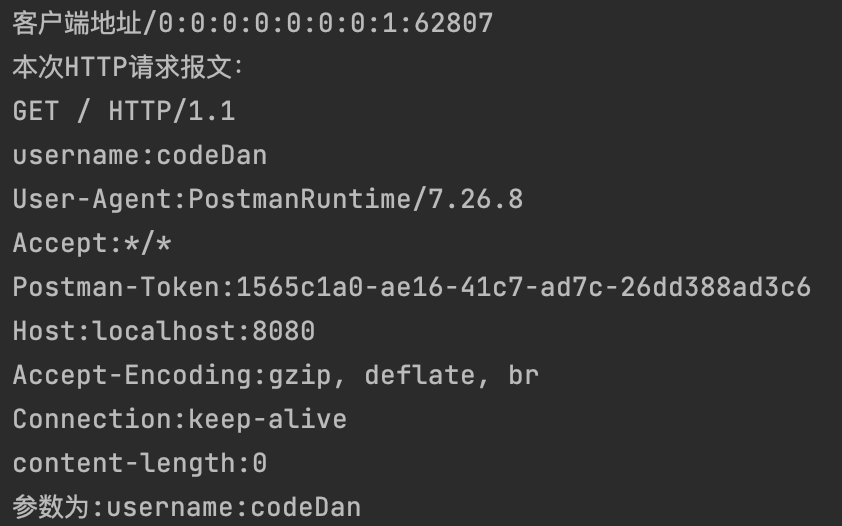 客户端地址/0:0:0:0:0:0:0:1:62807
本次HTTP请求报文：
GET / HTTP/1.1
username:codeDan
User-Agent:PostmanRuntime/7.26.8
Accept:*/*
Postman-Token:1565c1a0-ae16-41c7-ad7c-26dd388ad3c6
Host:localhost:8080
Accept-Encoding:gzip, deflate, br
Connection:keep-alive
content-length:0
参数为:username:codeDan